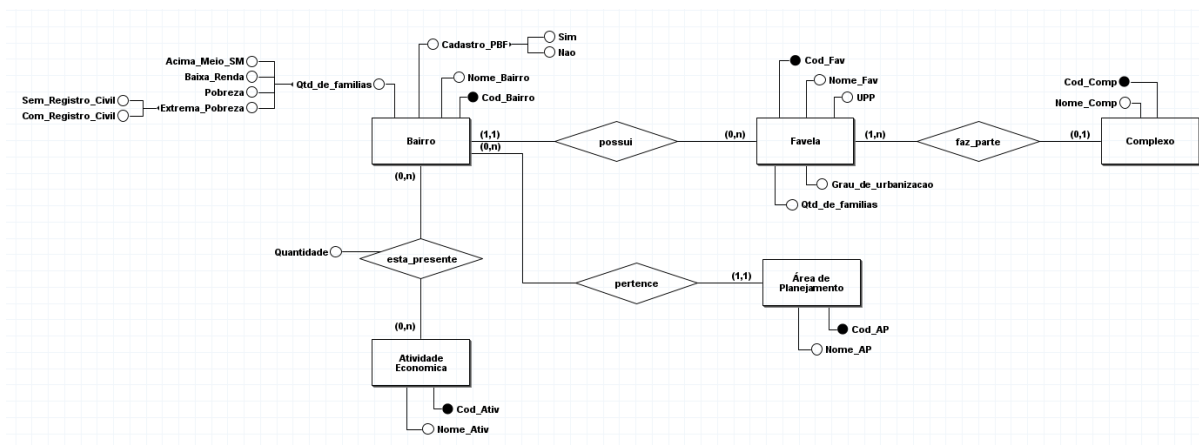 Sim
Cadastro_PBF
Nao
Acima_Meio_SM
Baixa_Renda
Qtd_de_familias
Pobreza
Extrema_Pobreza
Sem_Registro_Civil
Com_Registro_Civil
Nome_Bairro
Cod_Bairro
Cod_Fav
Nome_Fav
UPP
Cod_Comp
Nome_Comp
Bairro
(1,1)
(0,n)
possui
(0,n)
Favela
(1,n)
faz_parte
(0,1)
Complexo
(0,n)
Grau_de_urbanizacao
Qtd_de_familias
Quantidade
esta_presente
pertence
(1,1)
Área de
Planejamento
Cod_AP
Nome_AP
(0,n)
Atividade
Economica
Cod_Ativ
Nome_Ativ